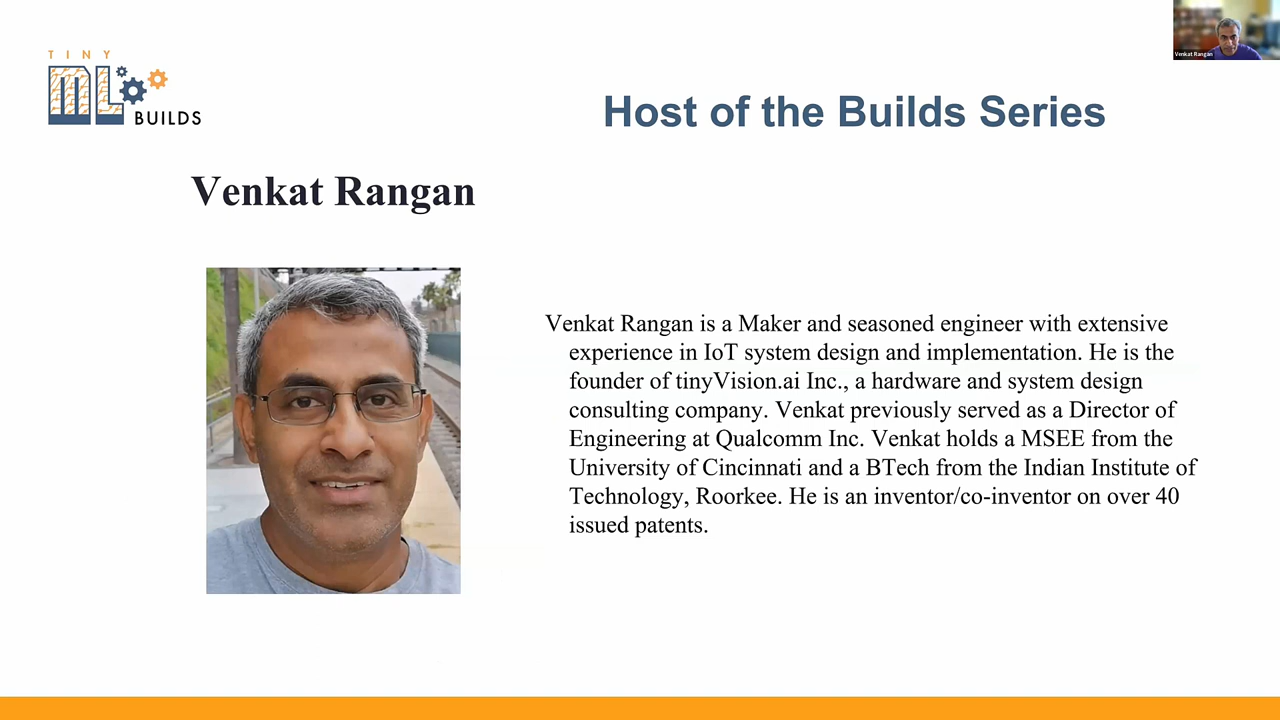 TINY
ML
BUILDS
Venkat Rangan
Host of the Builds Series
Venkat Rangan
Venkat Rangan is a Maker and seasoned engineer with extensive
experience in IoT system design and implementation. He is the
founder of tinyVision.ai Inc., a hardware and system design
consulting company. Venkat previously served as a Director of
Engineering at Qualcomm Inc. Venkat holds a MSEE from the
University of Cincinnati and a BTech from the Indian Institute of
Technology, Roorkee. He is an inventor/co-inventor on over 40
issued patents.